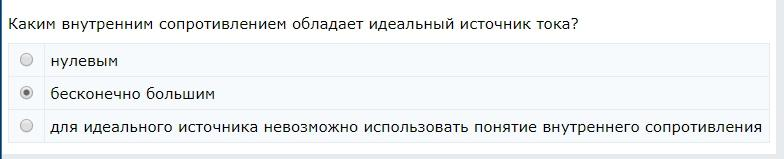 Каким внутренним сопротивлением обладает идеальный источник тока?
нулевым
бесконечно большим
для идеального источника невозможно использовать понятие внутреннего сопротивления